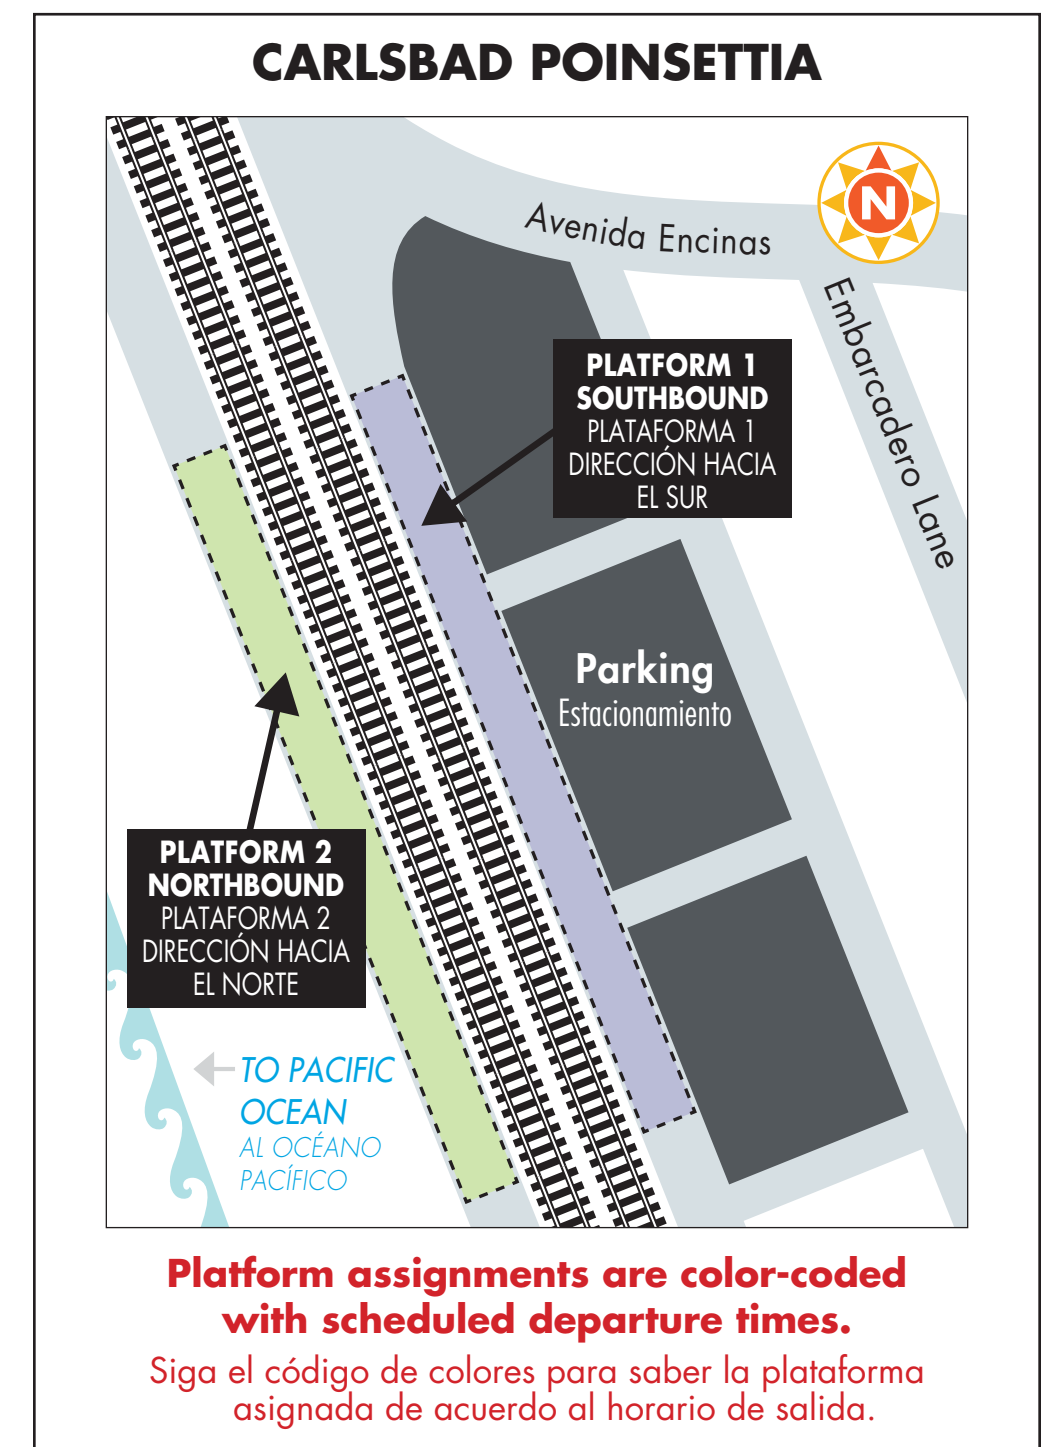 CARLSBAD POINSETTIA
N
Avenida Encinas
Embarcadero Lane
PLATFORM 1
SOUTHBOUND
PLATAFORMA 1
DIRECCIÓN HACIA
EL SUR
Parking
Estacionamiento
PLATFORM 2
NORTHBOUND
PLATAFORMA 2
DIRECCIÓN HACIA
EL NORTE
TO PACIFIC
OCEAN
AL OCÉANO
PACÍFICO
Platform assignments are color-coded
with scheduled departure times.
Siga el código de colores para saber la plataforma
asignada de acuerdo al horario de salida.